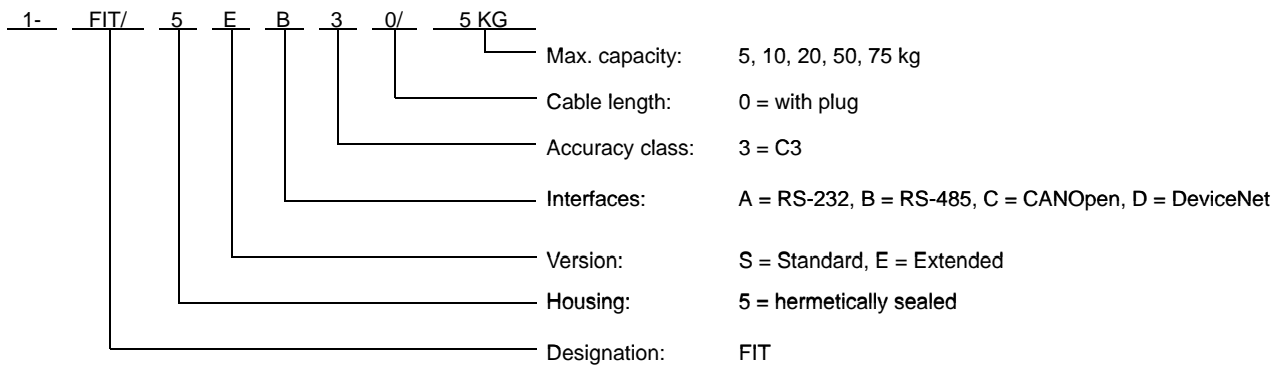 1- FIT/ 5 E B 3 0/ 5 KG
Max. capacity: 5, 10, 20, 50, 75 kg
Cable length: 0 = with plug
Accuracy class: 3 = C3
Interfaces: A = RS-232, B = RS-485, C = CANOpen, D = DeviceNet
Version: S = Standard, E = Extended
Housing: 5 = hermetically sealed
Designation: FIT